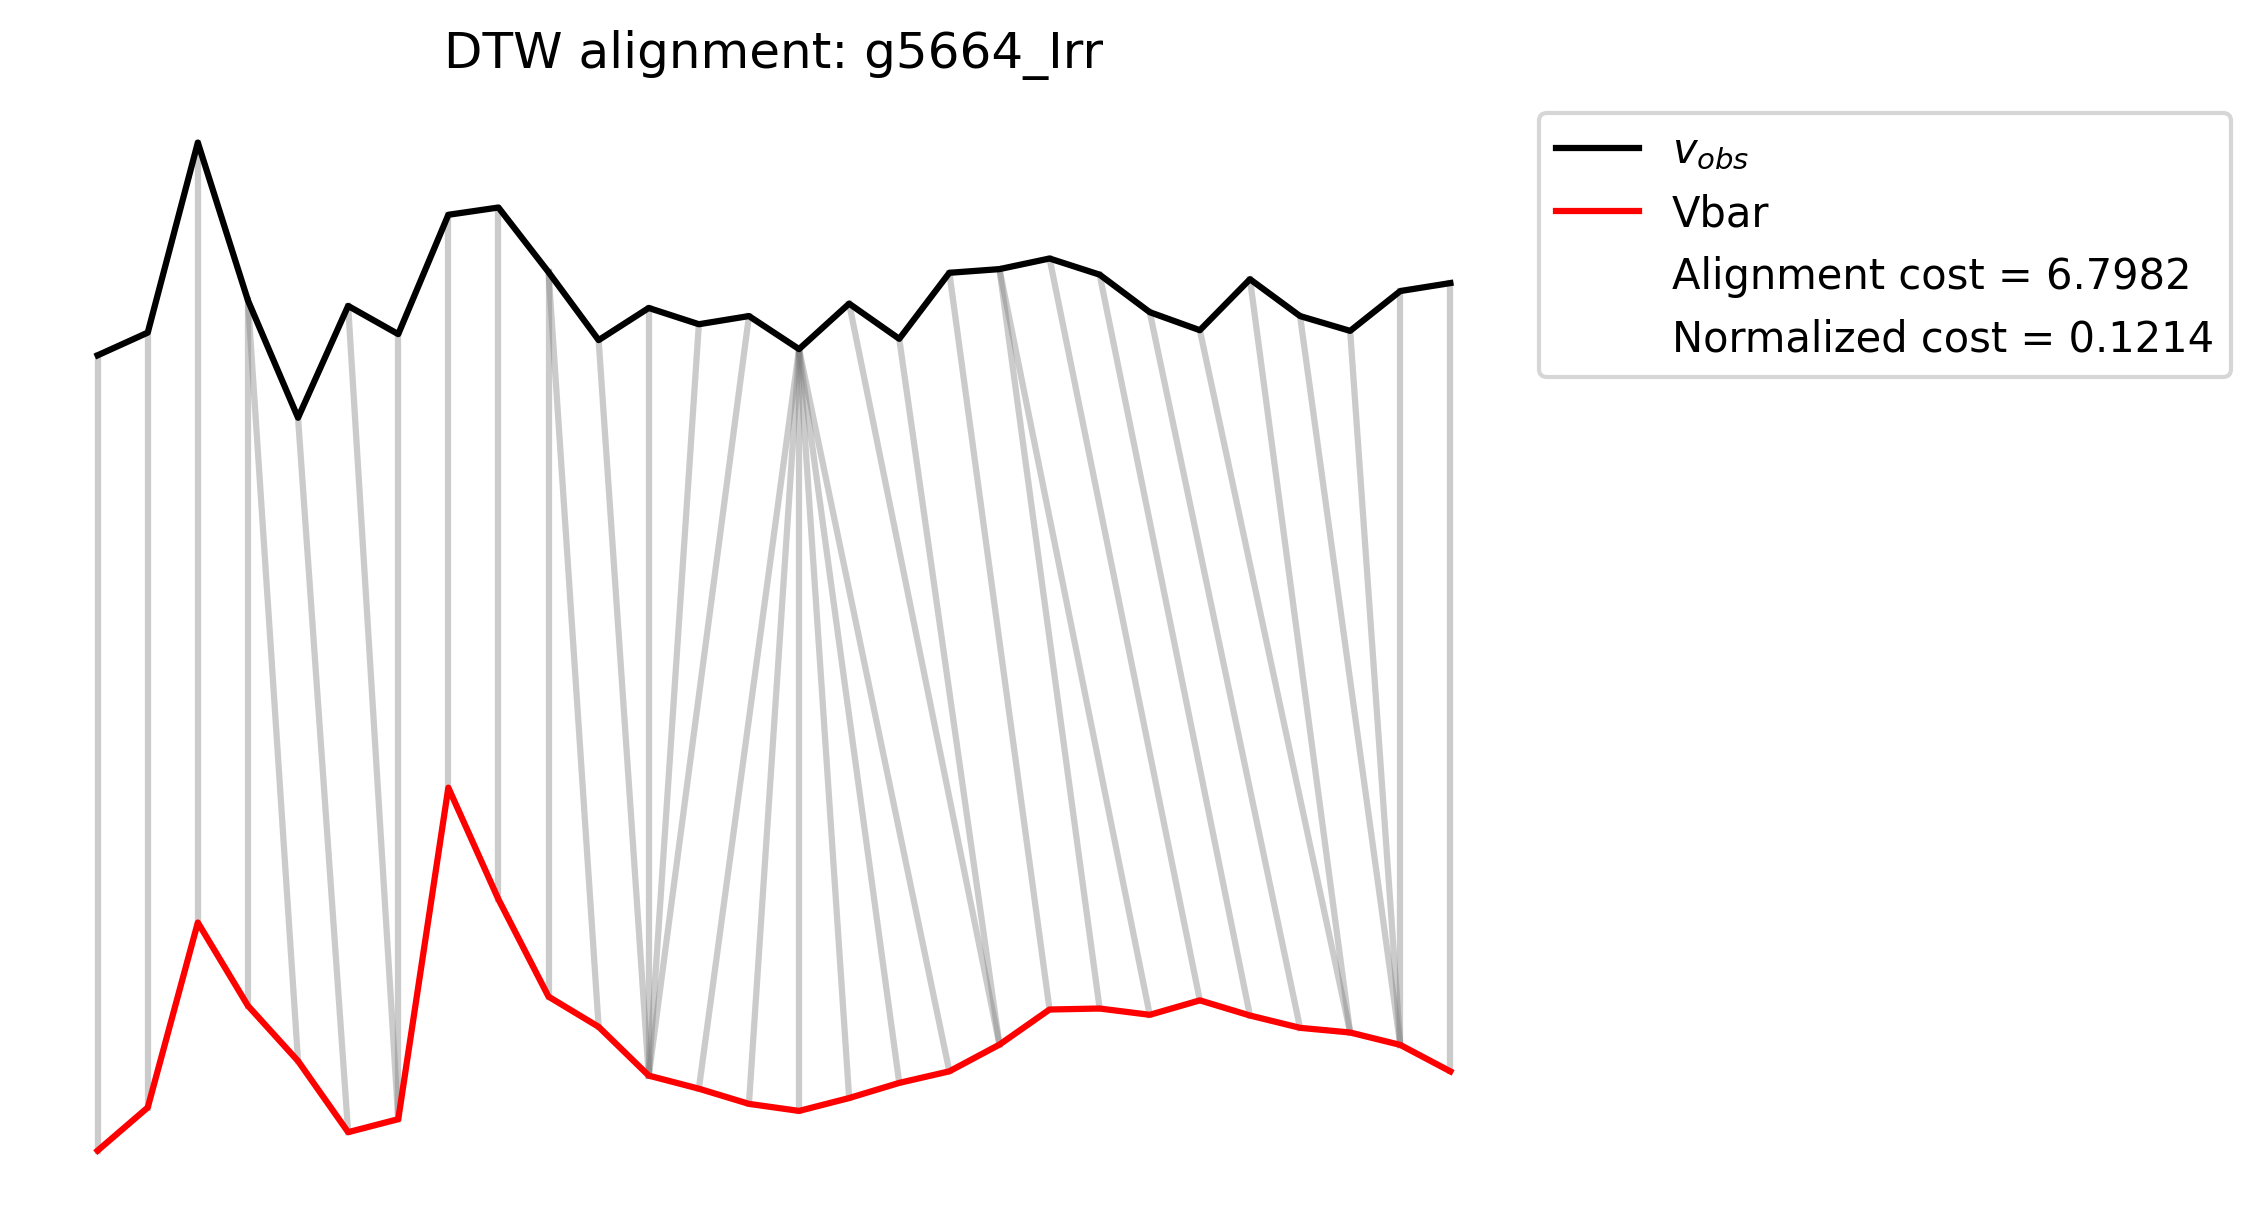 DTW alignment: g5664_Irr
v_obs
Vbar
Alignment cost = 6.7982
Normalized cost = 0.1214